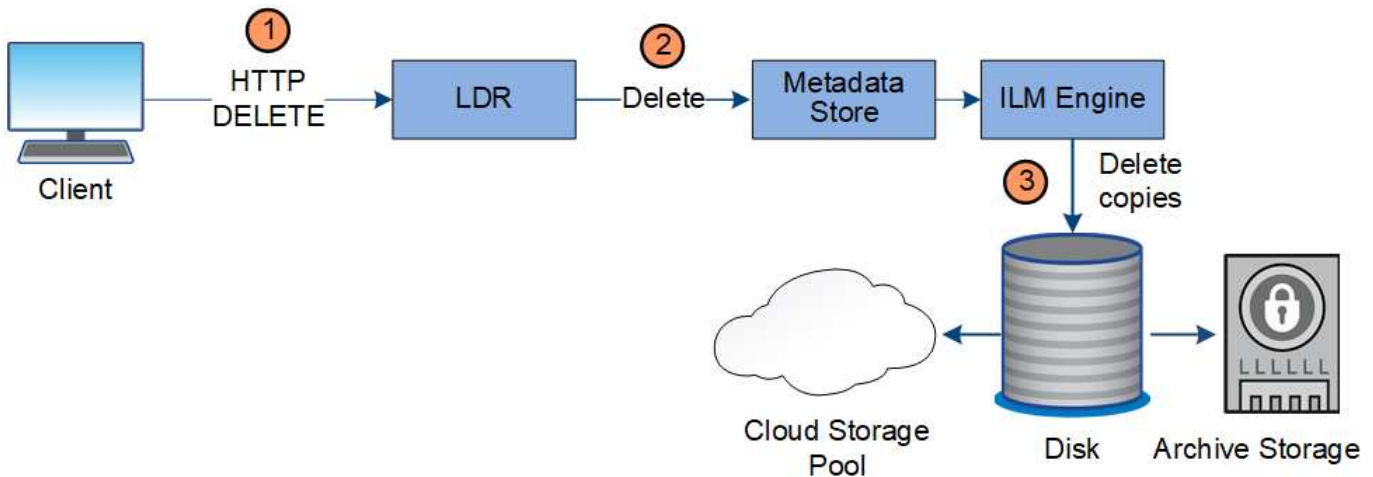 1
HTTP
DELETE
Client
LDR
2
Delete
Metadata
Store
ILM Engine
3
Delete
copies
Cloud Storage
Pool
Disk
LLLLLL
Archive Storage